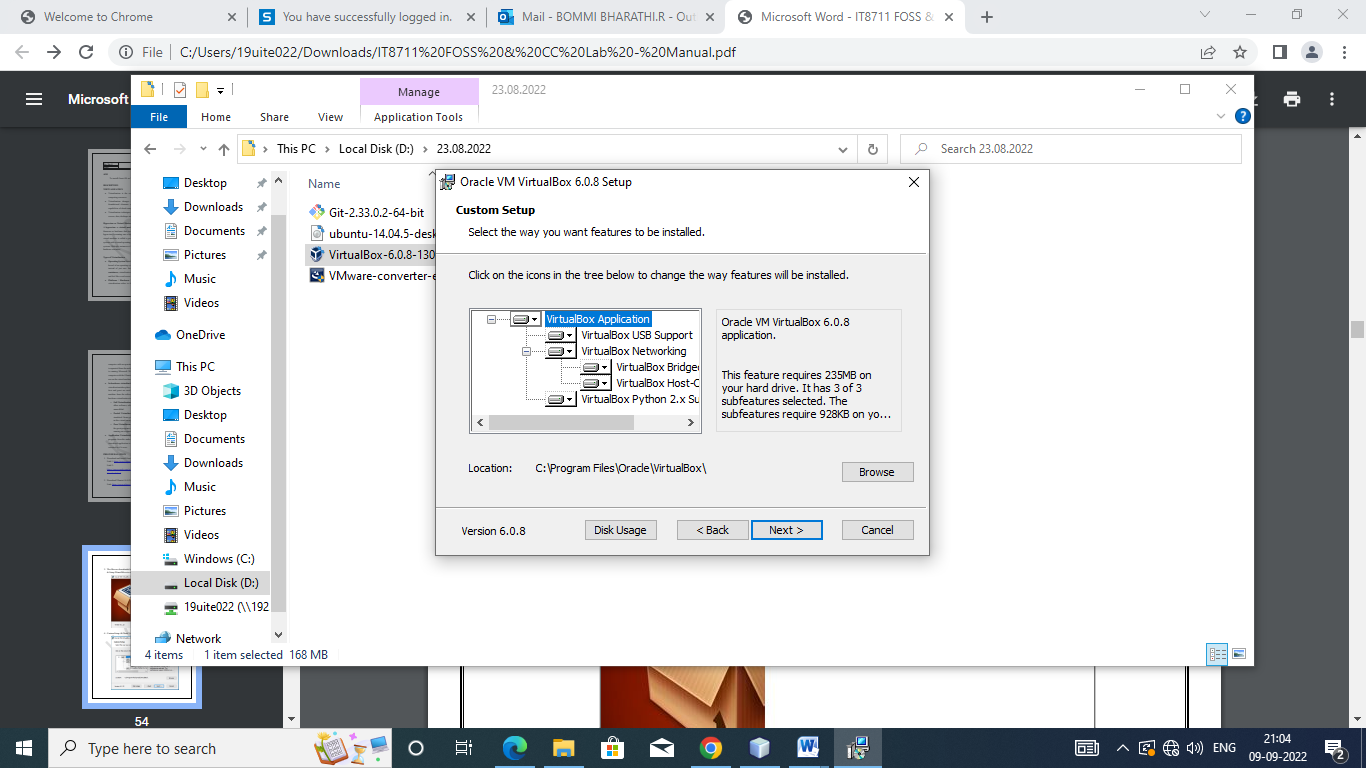 Welcome to Chrome
You have successfully logged in.
Mail - BOMMI BHARATHI.R - Out
Microsoft Word - IT8711 FOSS &
File
C:/Users/19uite022/Downloads/IT8711%20FOSS%20&%20CC%20Lab%20-%20Manual.pdf
Microsoft
Manage
23.08.2022
File
Home
Share
View
Application Tools
This PC
Local Disk (D:)
23.08.2022
Search 23.08.2022
Desktop
Downloads
Documents
Pictures
Music
Videos
OneDrive
This PC
3D Objects
Desktop
Documents
Downloads
Music
Pictures
Videos
Windows (C:)
Local Disk (D:)
19uite022 (\\192
Network
Name
Git-2.33.0.2-64-bit
ubuntu-14.04.5-desk
VirtualBox-6.0.8-130
VMware-converter-e
Oracle VM VirtualBox 6.0.8 Setup
Custom Setup
Select the way you want features to be installed.
Click on the icons in the tree below to change the way features will be installed.
VirtualBox Application
VirtualBox USB Support
VirtualBox Networking
VirtualBox Bridged
VirtualBox Host-O
VirtualBox Python 2.x Su
Oracle VM VirtualBox 6.0.8
application.
This feature requires 235MB on
your hard drive. It has 3 of 3
subfeatures selected. The
subfeatures require 928KB on yo...
Location:
C:\Program Files\Oracle\VirtualBox\
Browse
Version 6.0.8
Disk Usage
< Back
Next >
Cancel
4 items
1 item selected 168 MB
54
Type here to search
ENG
21:04
09-09-2022
2